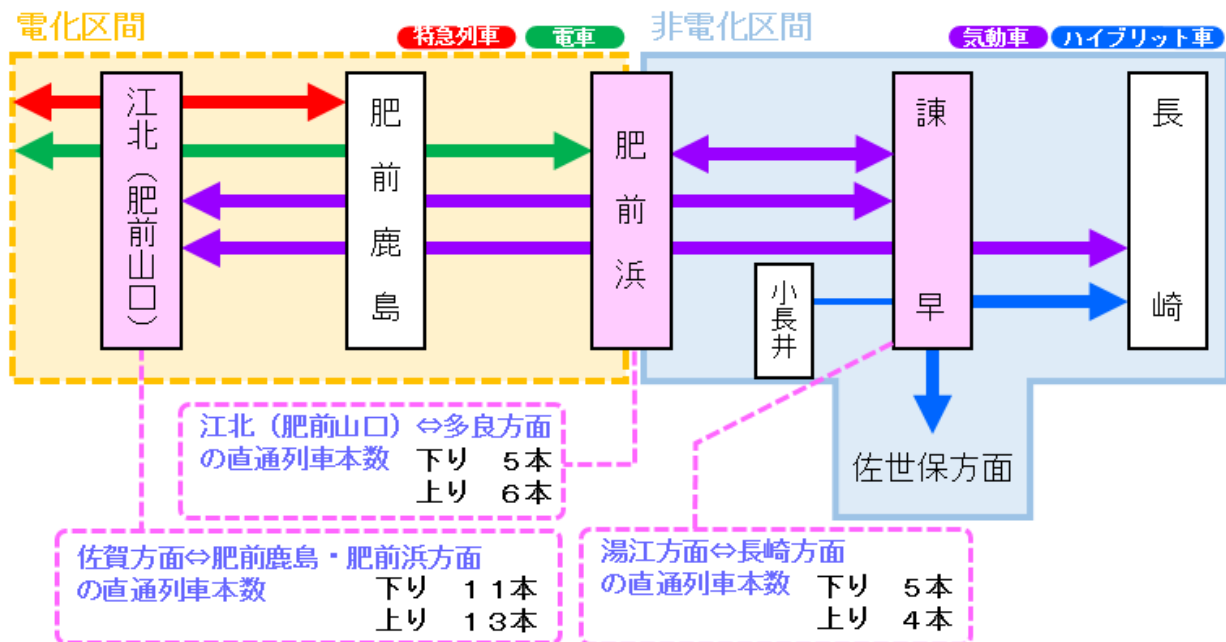 電化区間
特急列車
電車
非電化区間
気動車
ハイブリット車
江北(肥前山口)
肥前鹿島
肥前浜
小長井
諫早
長崎
佐世保方面
江北(肥前山口)⇔多良方面
の直通列車本数 下り 5本
上り 6本
佐賀方面⇔肥前鹿島・肥前浜方面
の直通列車本数 下り 11本
上り 13本
湯江方面⇔長崎方面
の直通列車本数 下り 5本
上り 4本